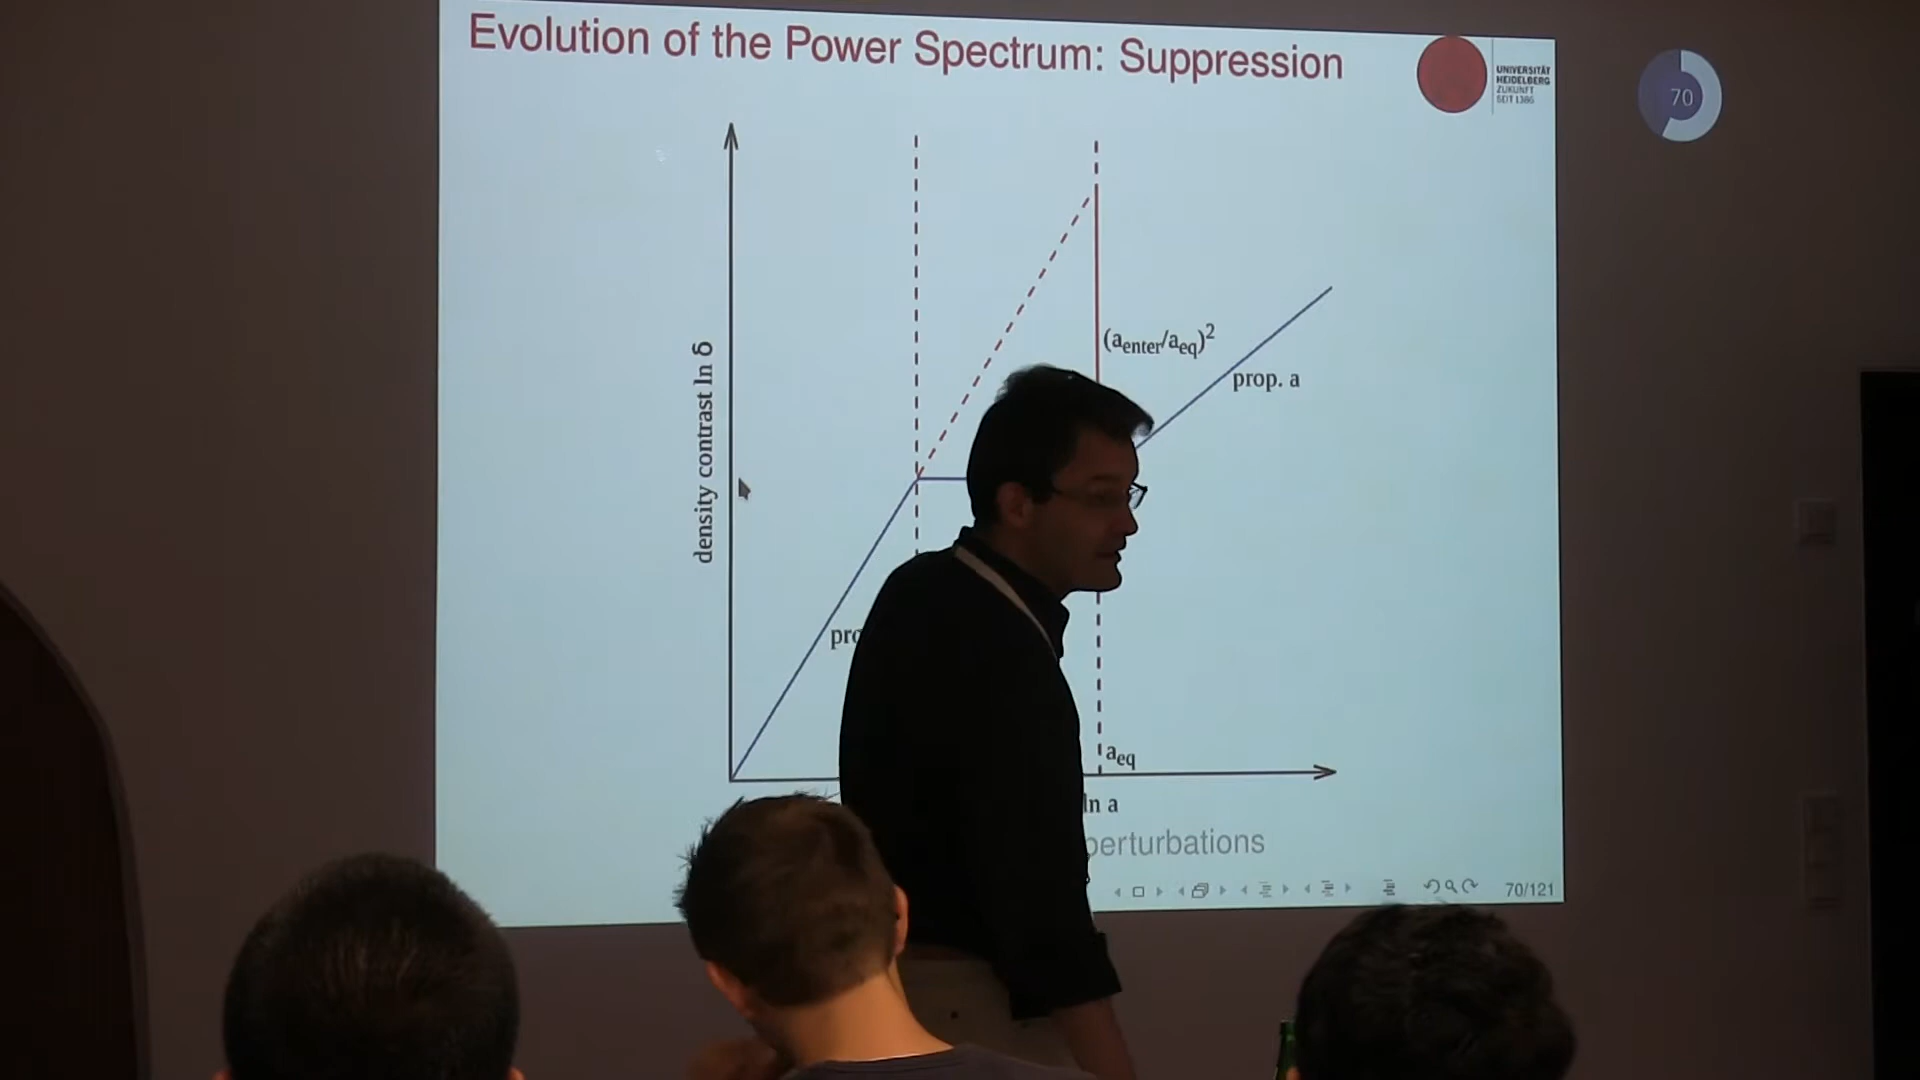 Evolution of the Power Spectrum: Suppression
UNIVERSITÄT
HEIDELBERG
ZUKUNFT
SEIT 1386
70
density contrast ln δ
(a_enter/a_eq)²
prop. a
a_eq
ln a
perturbations
70/121